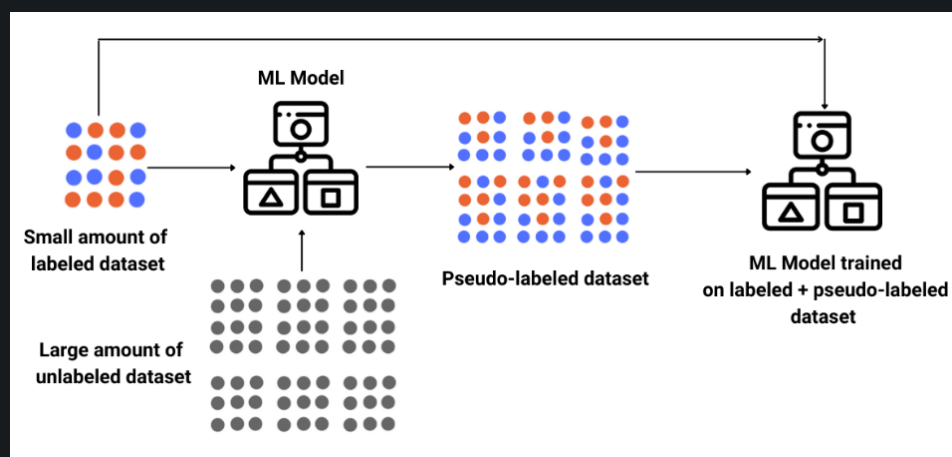 ML Model
Small amount of
labeled dataset
Large amount of
unlabeled dataset
Pseudo-labeled dataset
ML Model trained
on labeled + pseudo-labeled
dataset